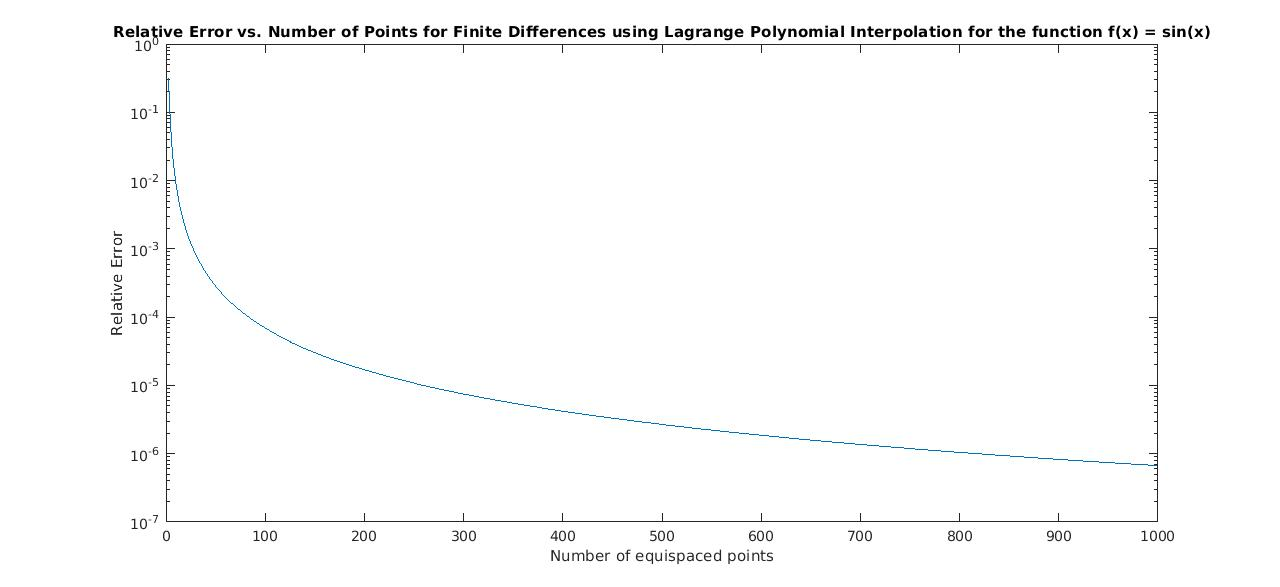 Relative Error vs. Number of Points for Finite Differences using Lagrange Polynomial Interpolation for the function f(x) = sin(x)
10^0
10^-1
10^-2
10^-3
10^-4
10^-5
10^-6
10^-7
Relative Error
0 100 200 300 400 500 600 700 800 900 1000
Number of equispaced points